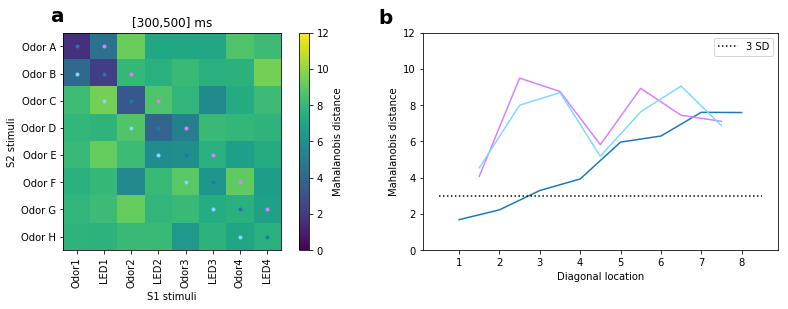 a
[300,500] ms
Odor A
Odor B
Odor C
Odor D
Odor E
Odor F
Odor G
Odor H
S2 stimuli
Odor1
LED1
Odor2
LED2
Odor3
LED3
Odor4
LED4
S1 stimuli
12
10
8
6
4
2
0
Mahalanobis distance
b
12
10
8
6
4
2
0
Mahalanobis distance
3 SD
1 2 3 4 5 6 7 8
Diagonal location